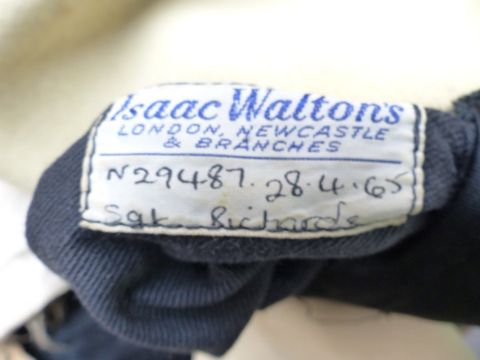 Isaac Walton's
LONDON, NEWCASTLE
& BRANCHES
N29487. 28.4.65
Sgt Richards